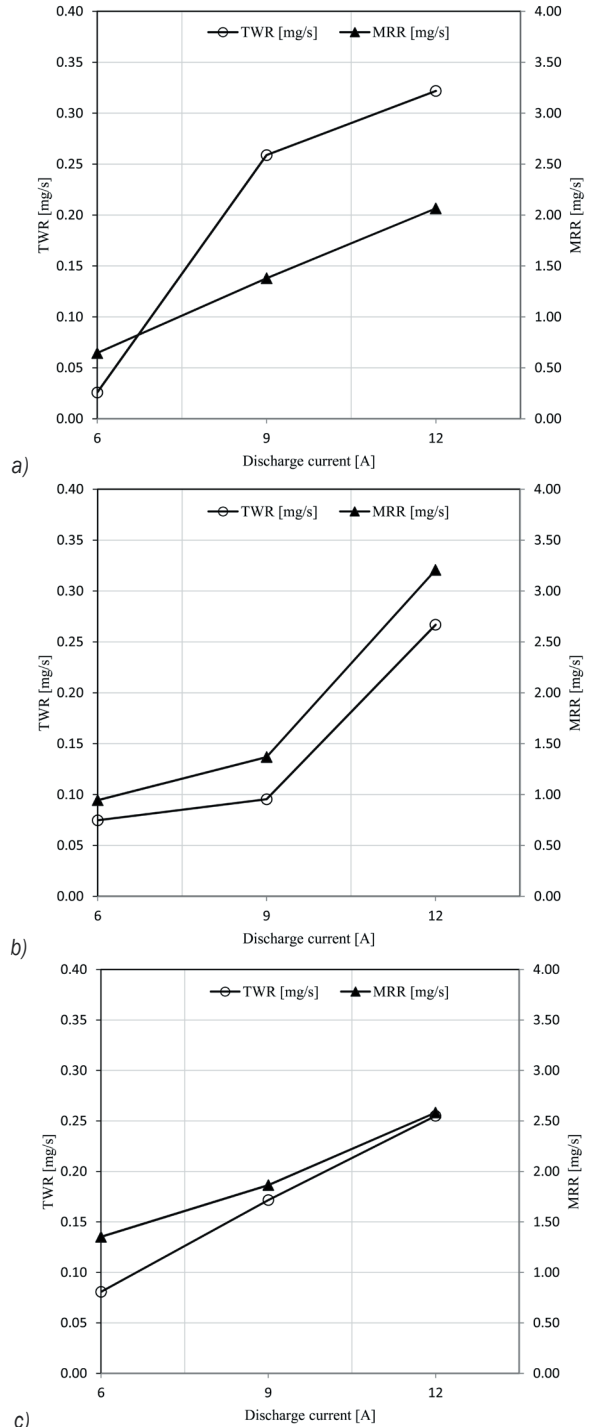 TWR [mg/s] MRR [mg/s]
0.40 4.00
0.35 3.50
0.30 3.00
0.25 2.50
0.20 2.00
0.15 1.50
0.10 1.00
0.05 0.50
0.00 0.00
TWR [mg/s]
MRR [mg/s]
6 9 12
Discharge current [A]
a)
TWR [mg/s] MRR [mg/s]
0.40 4.00
0.35 3.50
0.30 3.00
0.25 2.50
0.20 2.00
0.15 1.50
0.10 1.00
0.05 0.50
0.00 0.00
TWR [mg/s]
MRR [mg/s]
6 9 12
Discharge current [A]
b)
TWR [mg/s] MRR [mg/s]
0.40 4.00
0.35 3.50
0.30 3.00
0.25 2.50
0.20 2.00
0.15 1.50
0.10 1.00
0.05 0.50
0.00 0.00
TWR [mg/s]
MRR [mg/s]
6 9 12
Discharge current [A]
c)